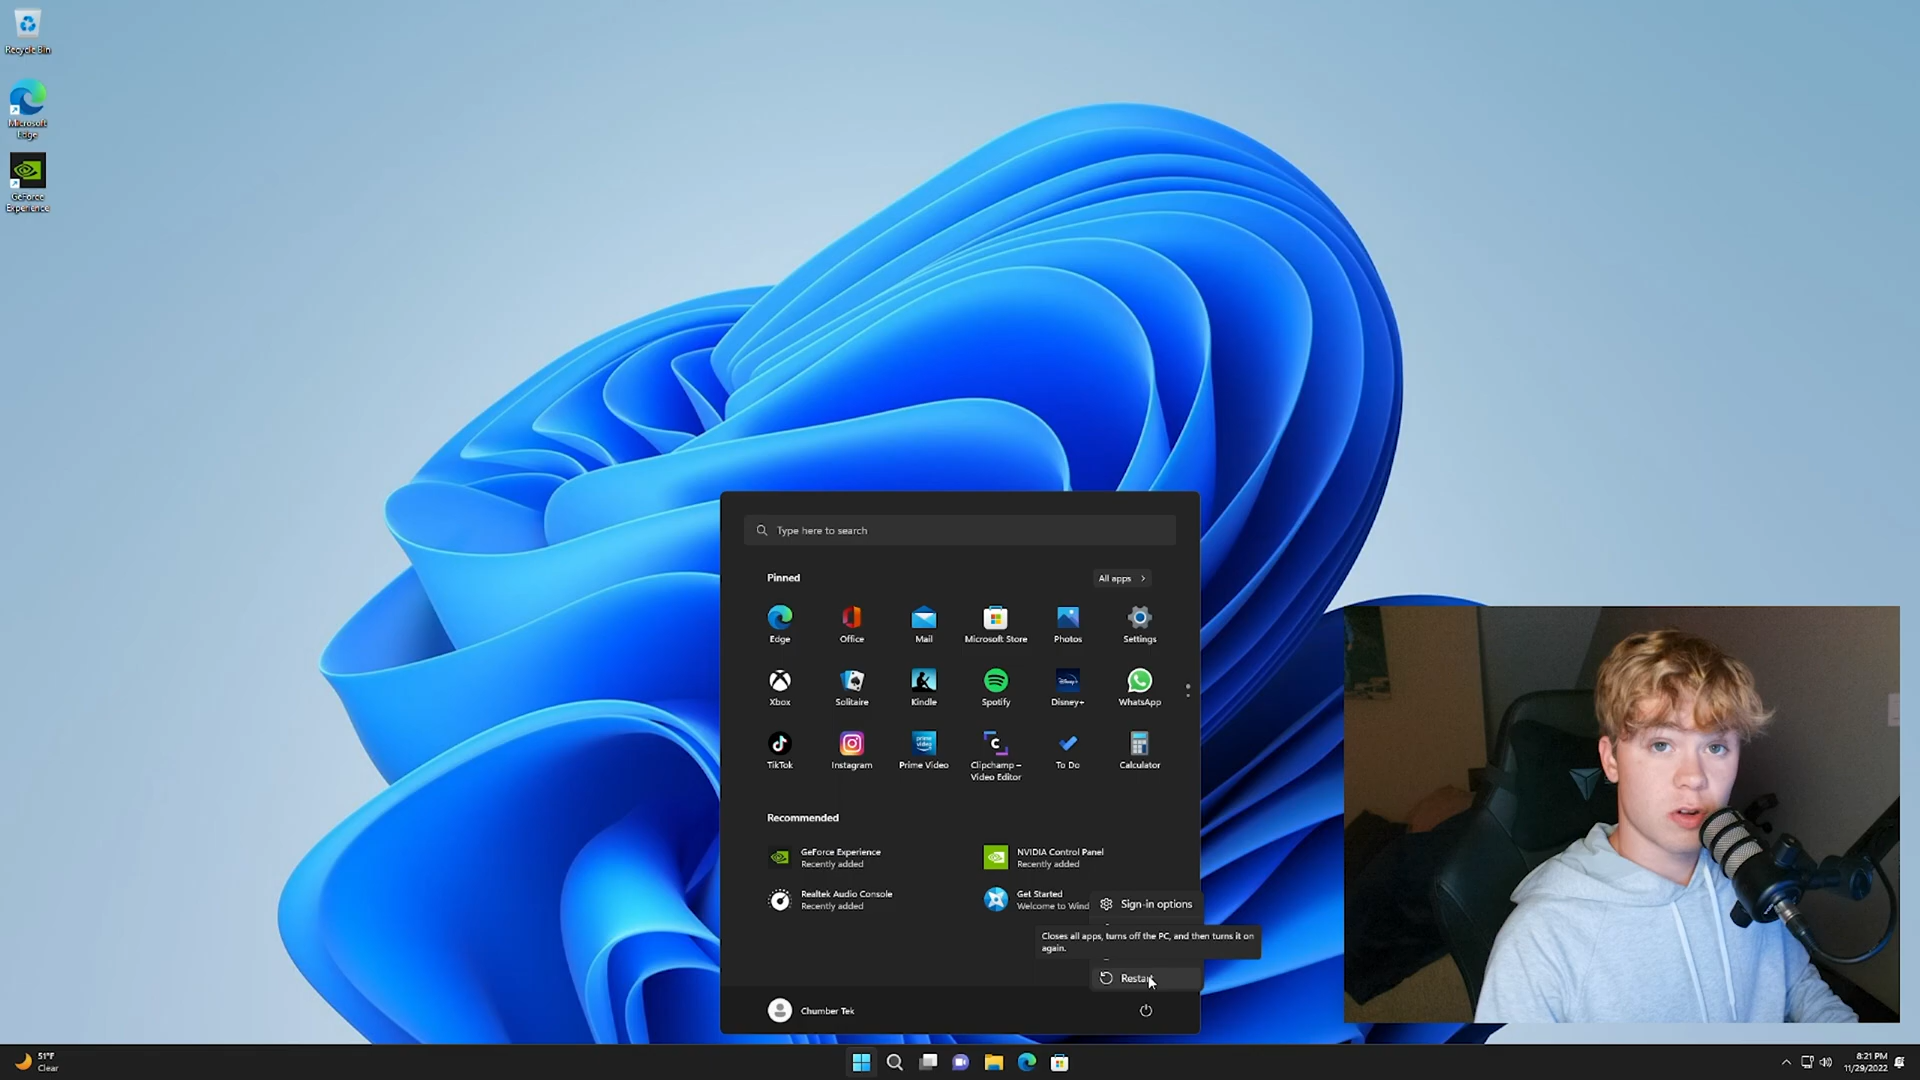 Recycle Bin
Microsoft
Edge
GeForce
Experience
Type here to search
Pinned
All apps
Edge
Office
Mail
Microsoft Store
Photos
Settings
Xbox
Solitaire
Kindle
Spotify
Disney+
WhatsApp
TikTok
Instagram
prime video
Prime Video
Clipchamp –
Video Editor
To Do
Calculator
Recommended
GeForce Experience
Recently added
NVIDIA Control Panel
Recently added
Realtek Audio Console
Recently added
Get Started
Welcome to Wind
Sign-in options
Closes all apps, turns off the PC, and then turns it on
again.
Restart
Chumber Tek
51°F
Clear
8:21 PM
11/29/2022